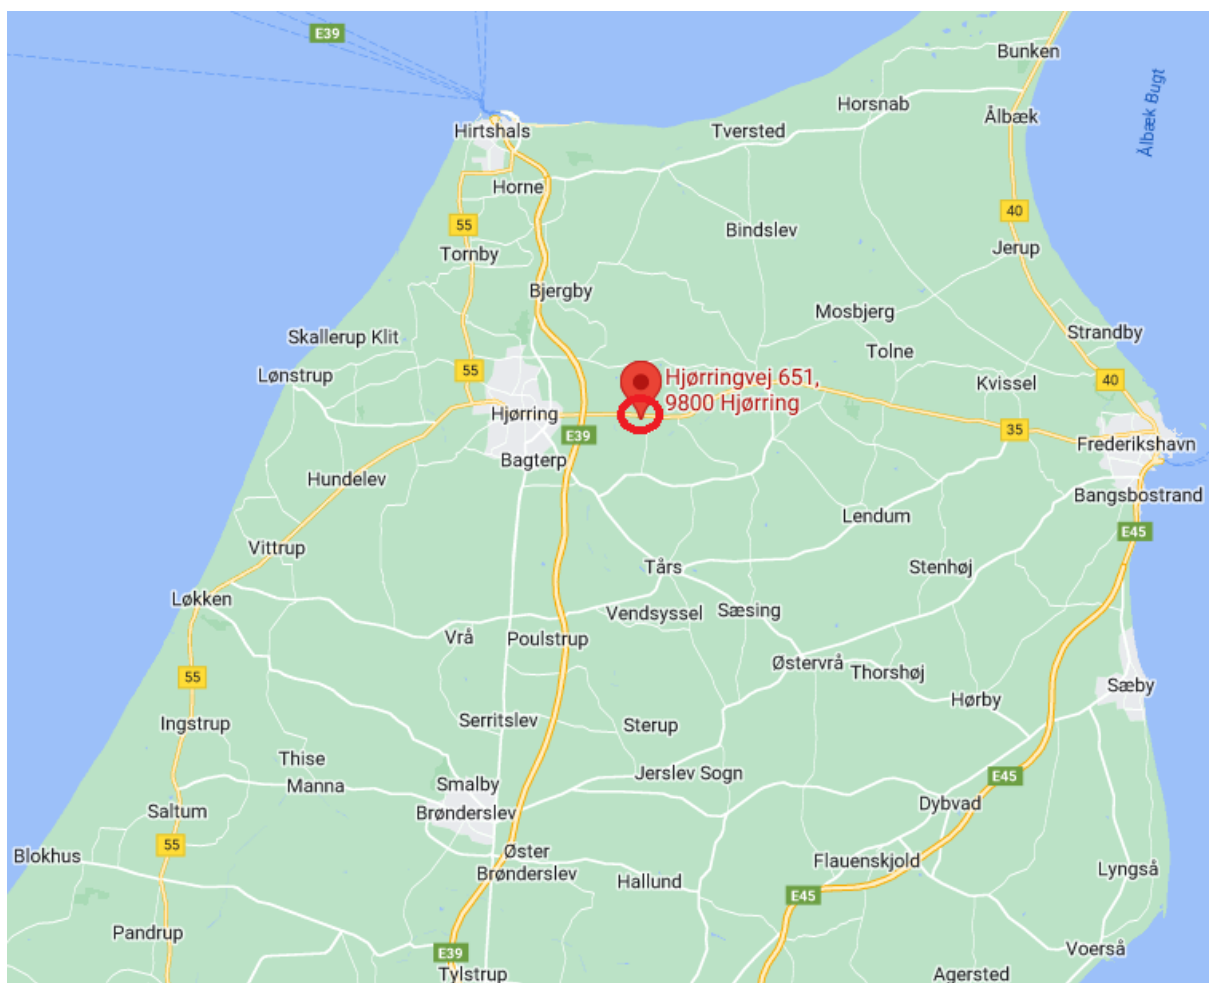 E39
Bunken
Ålbæk Bugt
Horsnab
Ålbæk
Hirtshals
Tversted
Horne
40
55
Bindslev
Jerup
Tornby
Bjergby
Mosbjerg
Strandby
Skallerup Klit
Tolne
Lønstrup
55
Hjørringvej 651,
9800 Hjørring
Kvissel
40
Hjørring
E39
35
Frederikshavn
Bagterp
Hundelev
Bangsbostrand
Lendum
E45
Vittrup
Tårs
Stenhøj
Løkken
Vendsyssel
Sæsing
Vrå
Poulstrup
Østervrå
Thorshøj
55
Sæby
Hørby
Ingstrup
Serritslev
Sterup
Thise
Jerslev Sogn
E45
Manna
Smalby
Dybvad
Saltum
Brønderslev
55
Blokhus
Øster
Brønderslev
Flauenskjold
Lyngså
Hallund
E45
Pandrup
E39
Voerså
Tylstrup
Agersted